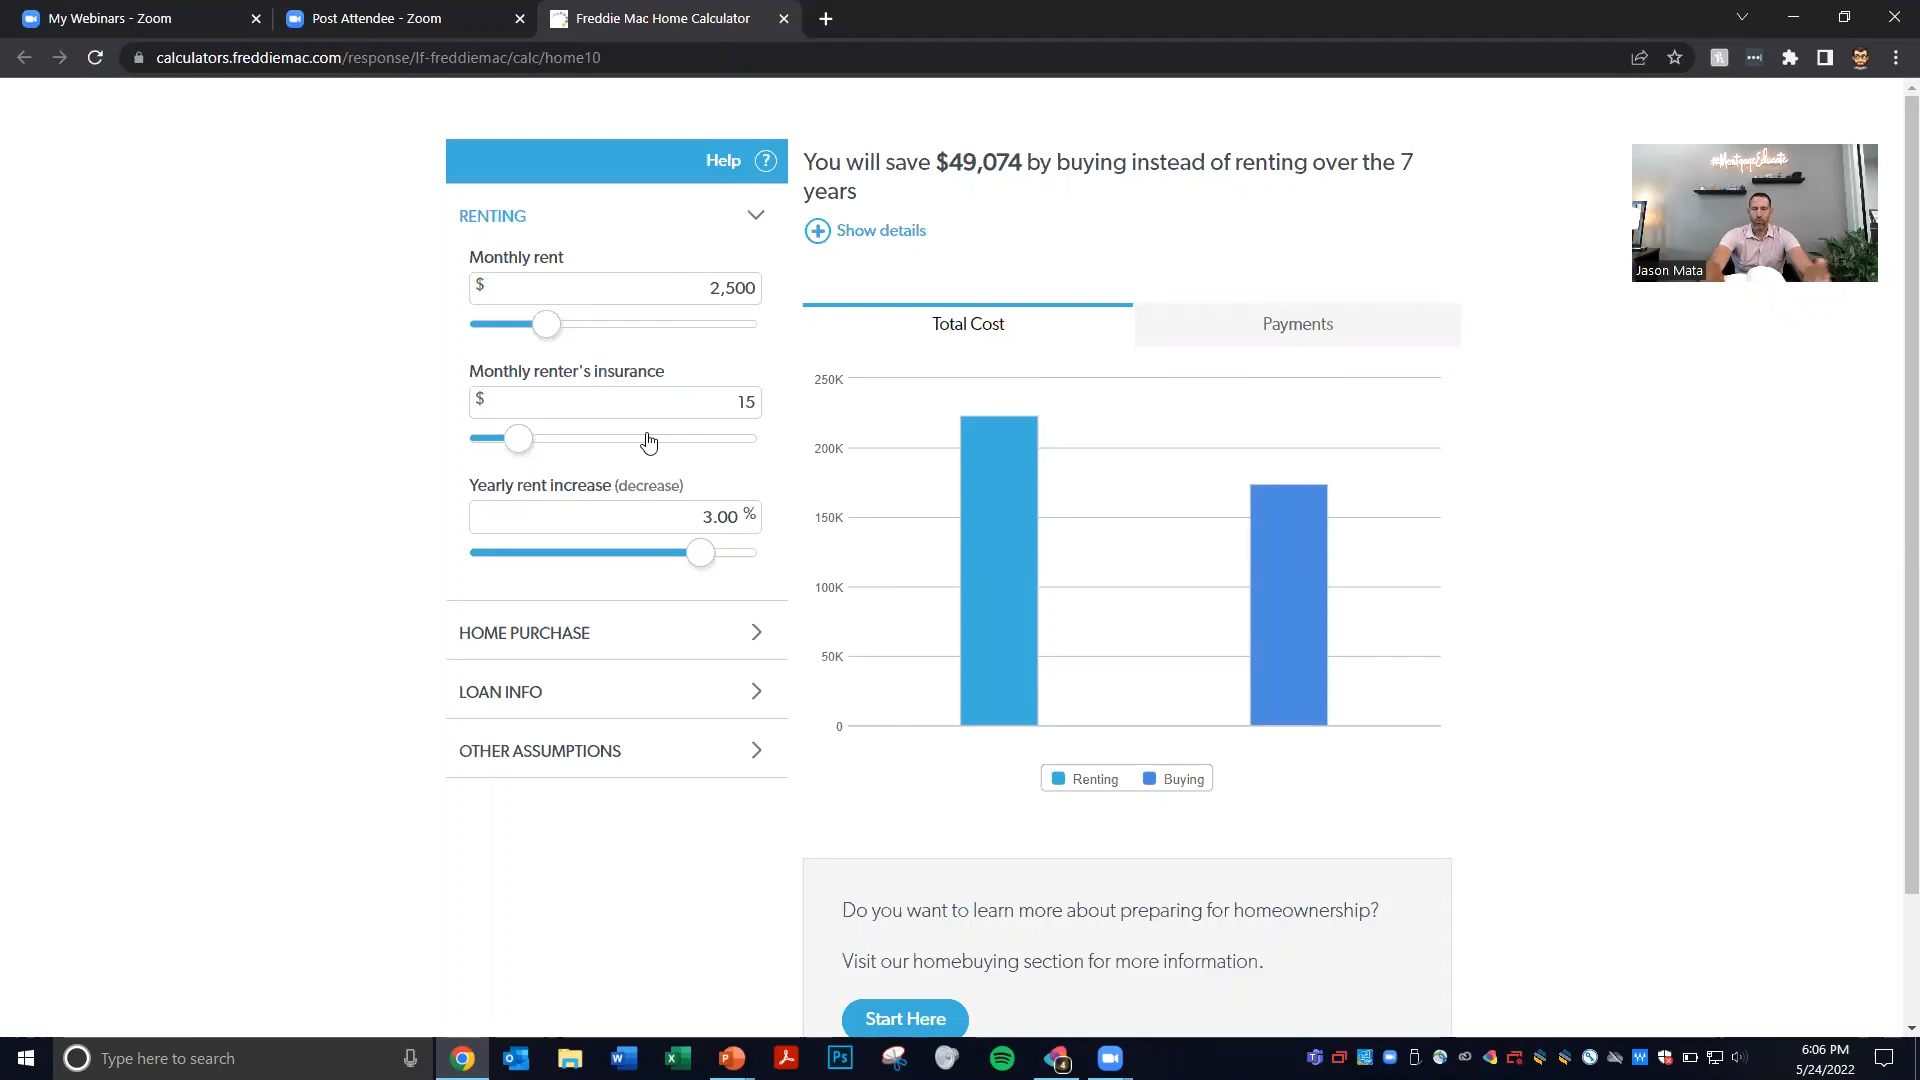 My Webinars - Zoom
Post Attendee - Zoom
Freddie Mac Home Calculator
calculators.freddiemac.com/response/lf-freddiemac/calc/home10
Help ?
You will save $49,074 by buying instead of renting over the 7
years
Show details
RENTING
Monthly rent
$ 2,500
Monthly renter's insurance
$ 15
Yearly rent increase (decrease)
3.00 %
HOME PURCHASE
LOAN INFO
OTHER ASSUMPTIONS
Total Cost
Payments
250K
200K
150K
100K
50K
0
Renting
Buying
Do you want to learn more about preparing for homeownership?
Visit our homebuying section for more information.
Start Here
#MortgageEducate
Jason Mata
Type here to search
Ps
4
6:06 PM
5/24/2022